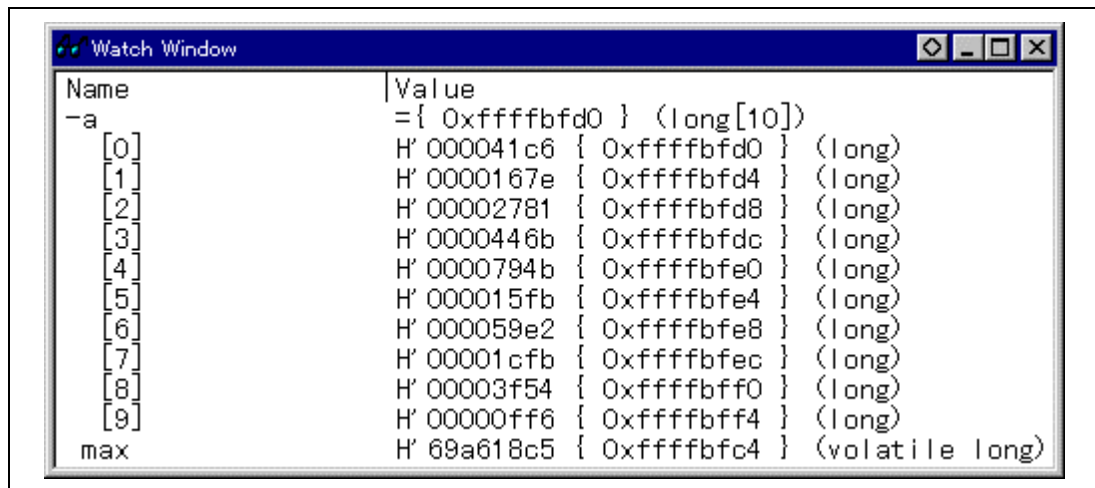 Watch Window
Name Value
-a ={ 0xffffbfd0 } (long[10])
[0] H'000041c6 { 0xffffbfd0 } (long)
[1] H'0000167e { 0xffffbfd4 } (long)
[2] H'00002781 { 0xffffbfd8 } (long)
[3] H'0000446b { 0xffffbfdc } (long)
[4] H'0000794b { 0xffffbfe0 } (long)
[5] H'000015fb { 0xffffbfe4 } (long)
[6] H'000059e2 { 0xffffbfe8 } (long)
[7] H'00001cfb { 0xffffbfec } (long)
[8] H'00003f54 { 0xffffbff0 } (long)
[9] H'00000ff6 { 0xffffbff4 } (long)
max H'69a618c5 { 0xffffbfc4 } (volatile long)